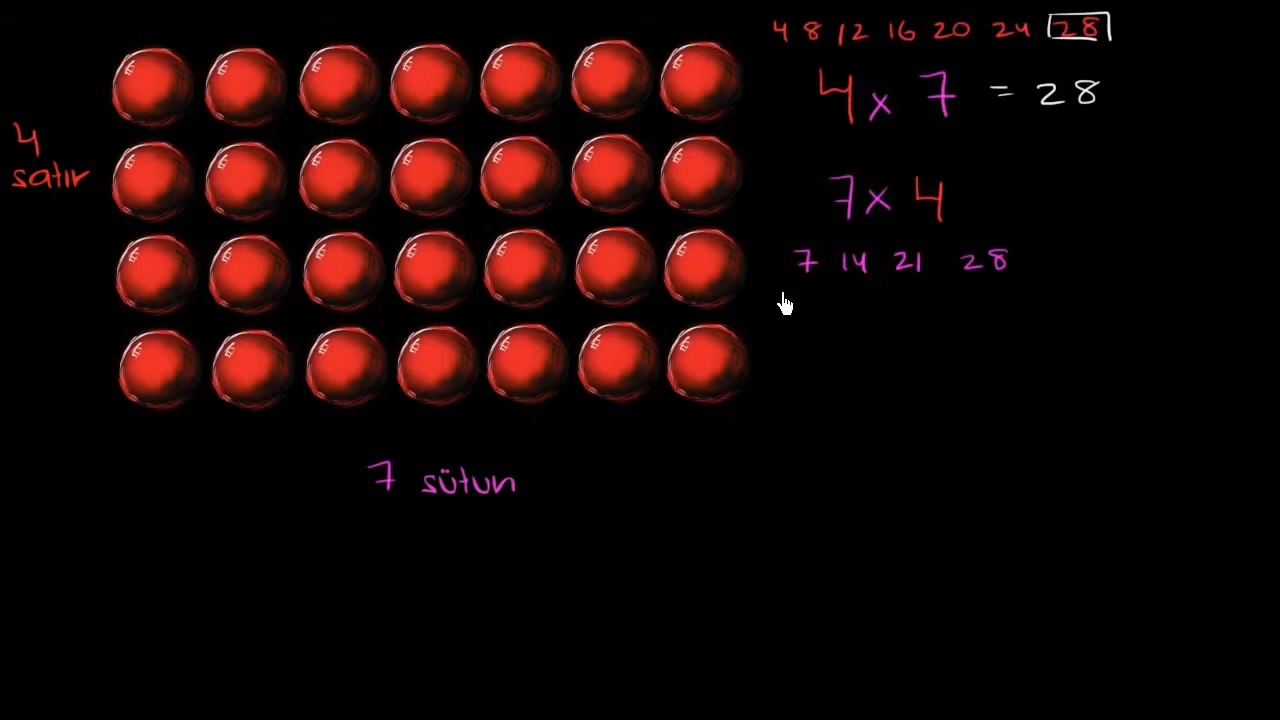 4 8 12 16 20 24 28
4 x 7 = 28
4
satır
7 x 4
7 14 21 28
7 sütun